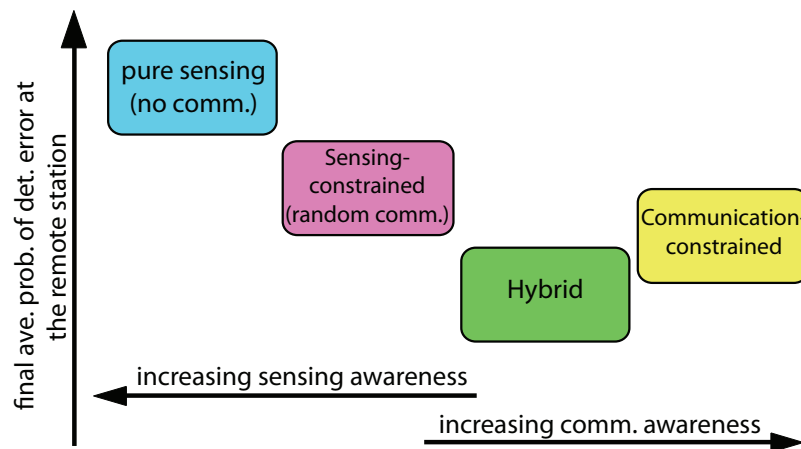 final ave. prob. of det. error at
the remote station
pure sensing
(no comm.)
Sensing-
constrained
(random comm.)
Communication-
constrained
Hybrid
increasing sensing awareness
increasing comm. awareness